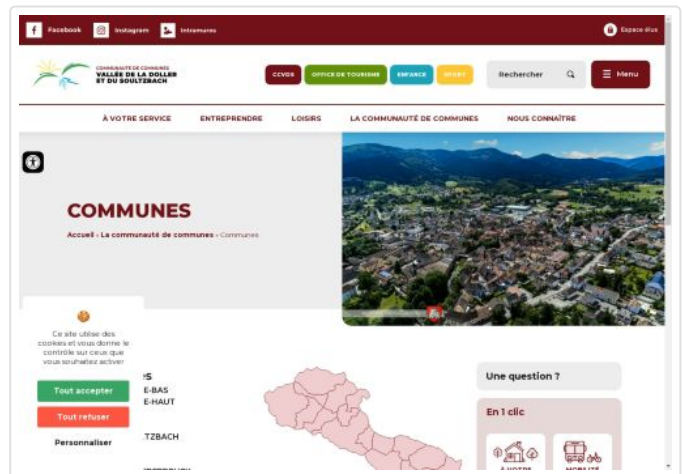 Facebook
Instagram
Intramuros
Espace élus
COMMUNAUTÉ DE COMMUNES
VALLÉE DE LA DOLLER
ET DU SOULTZBACH
CCVDS
OFFICE DE TOURISME
ENFANCE
SPORT
Rechercher
Menu
À VOTRE SERVICE
ENTREPRENDRE
LOISIRS
LA COMMUNAUTÉ DE COMMUNES
NOUS CONNAÎTRE
COMMUNES
Accueil - La communauté de communes - Communes
🍪
Ce site utilise des
cookies et vous donne le
contrôle sur ceux que
vous souhaitez activer
Tout accepter
Tout refuser
Personnaliser
E-BAS
E-HAUT
TZBACH
Une question ?
En 1 clic
À VOTRE
MOBILITÉ